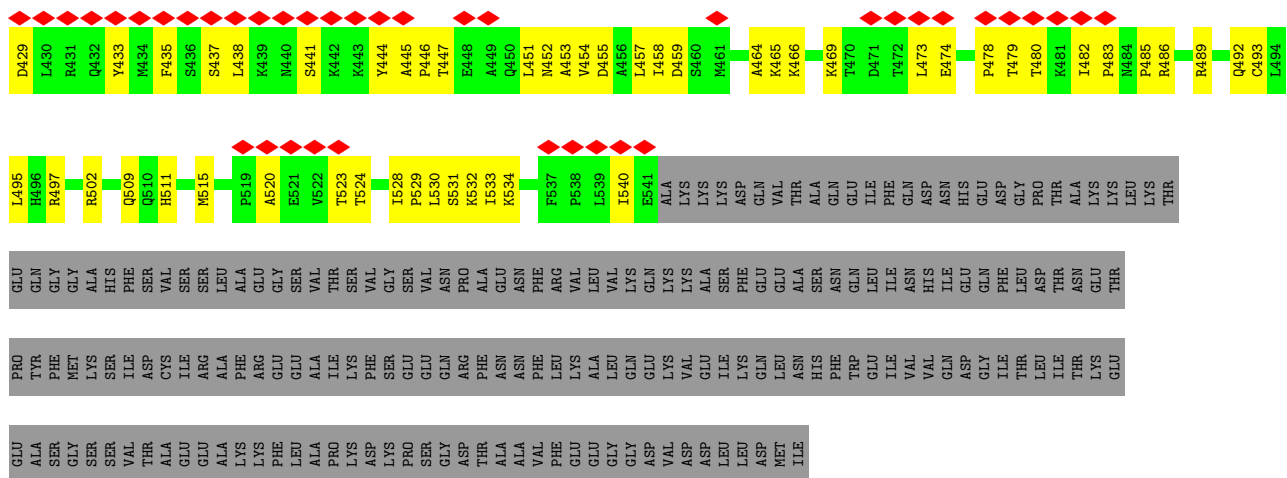 D429 L430 R431 Q432 Y433 M434 F435 S436 S437 L438 K439 N440 S441 K442 K443 Y444 A445 P446 T447 E448 A449 Q450 L451 N452 A453 V454 D455 A456 L457 I458 D459 S460 M461 A464 K465 K466 K469 T470 D471 T472 L473 E474 P478 T479 T480 K481 I482 P483 N484 P485 R486 R489 Q492 C493 L494
L495 H496 R497 R502 Q509 Q510 H511 M515 P519 A520 E521 V522 T523 T524 I528 P529 L530 S531 K532 I533 K534 F537 P538 L539 I540 E541 ALA LYS LYS LYS ASP GLN VAL THR ALA GLN GLU ILE PHE GLN ASP ASN HIS GLU ASP GLY PRO THR ALA LYS LYS LEU LYS THR
GLU GLN GLY GLY ALA HIS PHE SER VAL SER SER LEU ALA GLU GLY SER VAL THR SER VAL GLY SER VAL ASN PRO ALA GLU ASN PHE ARG VAL LEU VAL LYS GLN LYS LYS ALA SER PHE GLU GLU ALA SER ASN GLN LEU ILE ASN HIS ILE GLU GLN PHE LEU ASP THR ASN GLU THR
PRO TYR PHE MET LYS SER ILE ASP CYS ILE ARG ALA PHE ARG GLU GLU ALA ILE LYS PHE SER GLU GLU GLN ARG PHE ASN ASN PHE LEU LYS ALA LEU GLN GLU LYS VAL GLU ILE LYS GLN LEU ASN HIS PHE TRP GLU ILE VAL VAL GLN ASP GLY ILE THR LEU ILE THR LYS GLU
GLU ALA SER GLY SER SER VAL THR ALA GLU GLU ALA LYS LYS PHE LEU ALA PRO LYS ASP LYS PRO SER GLY ASP THR ALA ALA VAL PHE GLU GLU GLY GLY ASP VAL ASP ASP LEU LEU ASP MET ILE